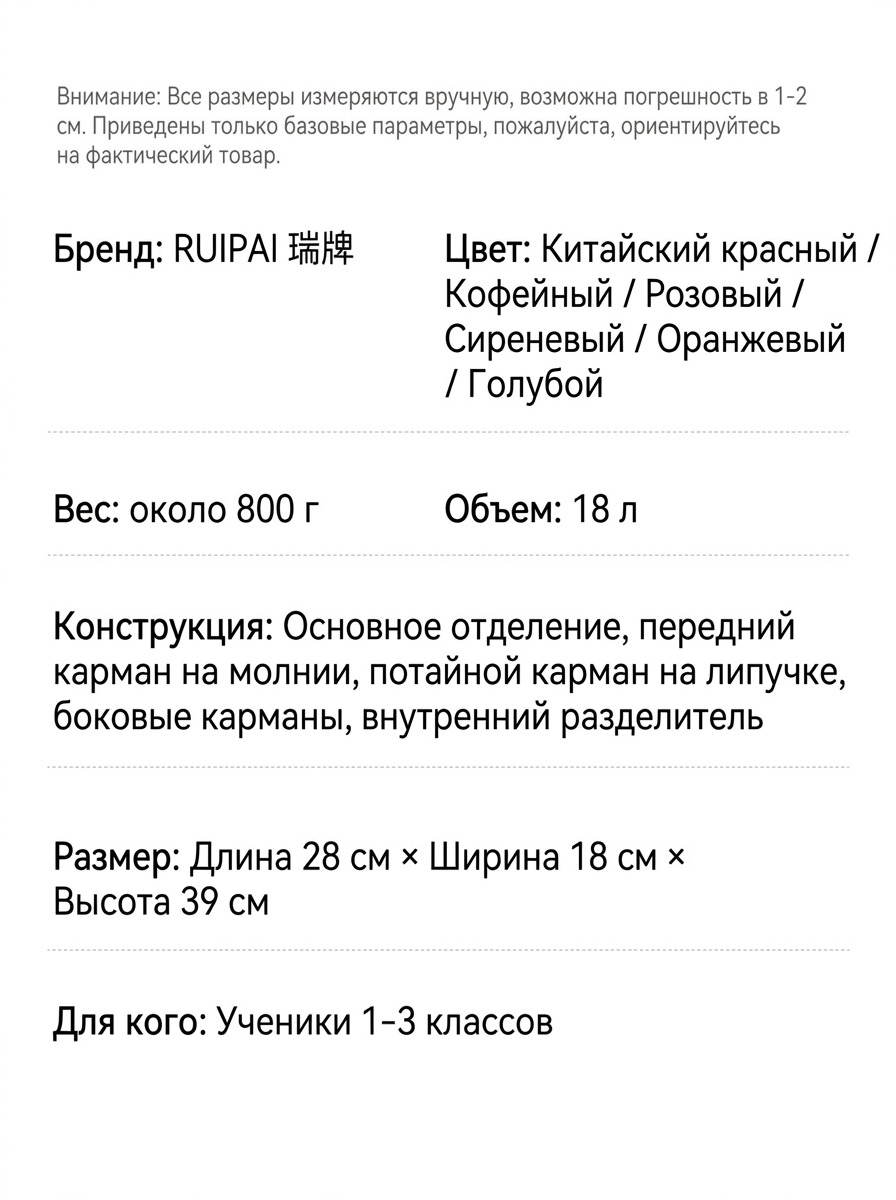 Внимание: Все размеры измеряются вручную, возможна погрешность в 1-2
см. Приведены только базовые параметры, пожалуйста, ориентируйтесь
на фактический товар.
Бренд: RUIPAI 瑞牌
Цвет: Китайский красный /
Кофейный / Розовый /
Сиреневый / Оранжевый
/ Голубой
Вес: около 800 г
Объем: 18 л
Конструкция: Основное отделение, передний
карман на молнии, потайной карман на липучке,
боковые карманы, внутренний разделитель
Размер: Длина 28 см × Ширина 18 см ×
Высота 39 см
Для кого: Ученики 1-3 классов